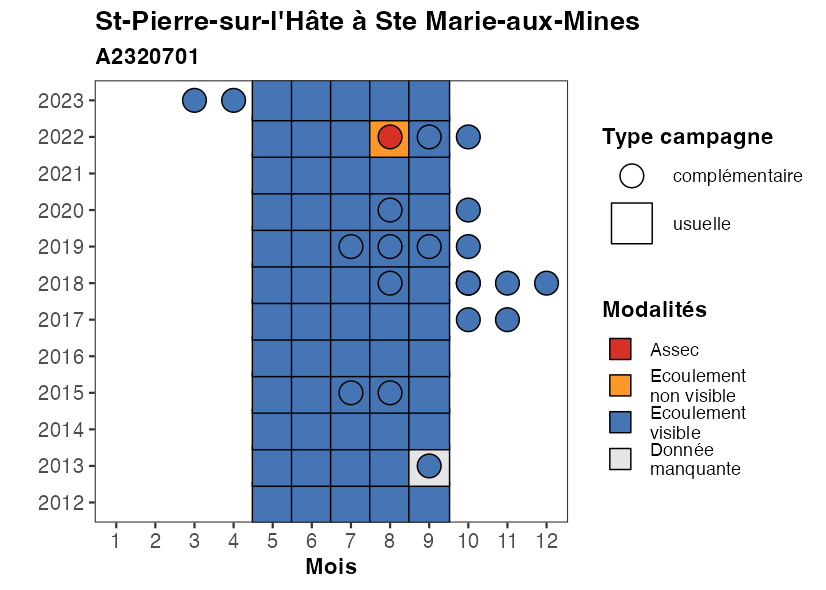 St-Pierre-sur-l'Hâte à Ste Marie-aux-Mines
A2320701
2023
2022
2021
2020
2019
2018
2017
2016
2015
2014
2013
2012
1 2 3 4 5 6 7 8 9 10 11 12
Mois
Type campagne
complémentaire
usuelle
Modalités
Assec
Ecoulement
non visible
Ecoulement
visible
Donnée
manquante